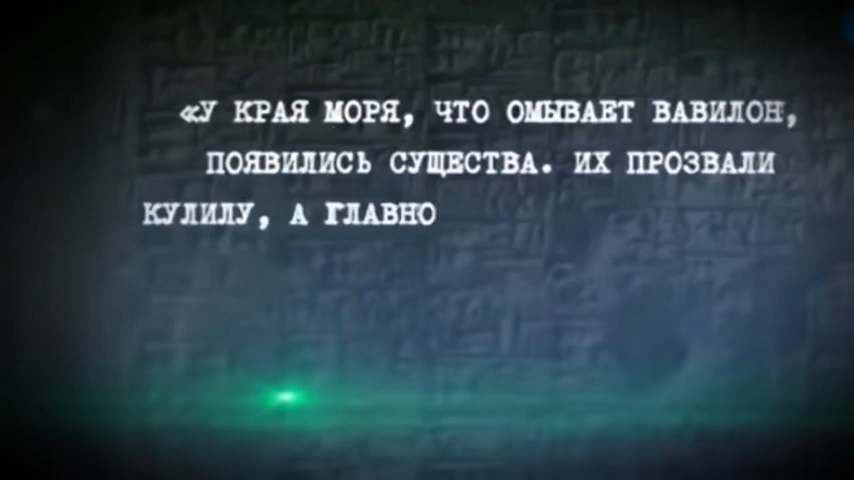 «У КРАЯ МОРЯ, ЧТО ОМЫВАЕТ ВАВИЛОН,
ПОЯВИЛИСЬ СУЩЕСТВА. ИХ ПРОЗВАЛИ
КУЛИЛУ, А ГЛАВНО